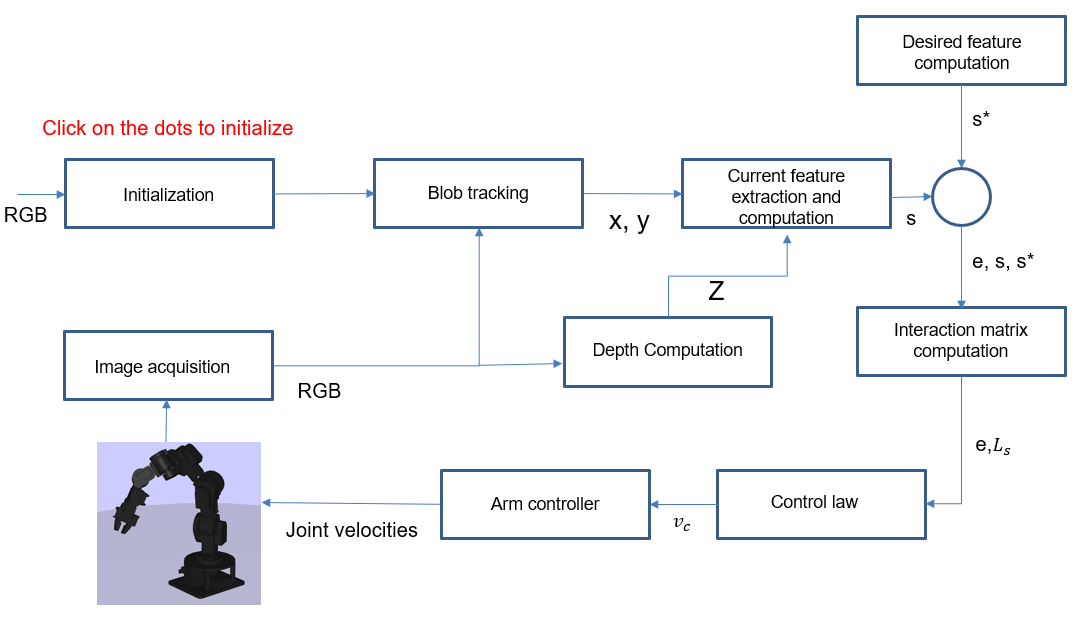 Desired feature
computation
s*
Click on the dots to initialize
RGB
Initialization
Blob tracking
x, y
Current feature
extraction and
computation
s
e, s, s*
Z
Image acquisition
RGB
Depth Computation
Interaction matrix
computation
e,Lₛ
Joint velocities
Arm controller
v_c
Control law